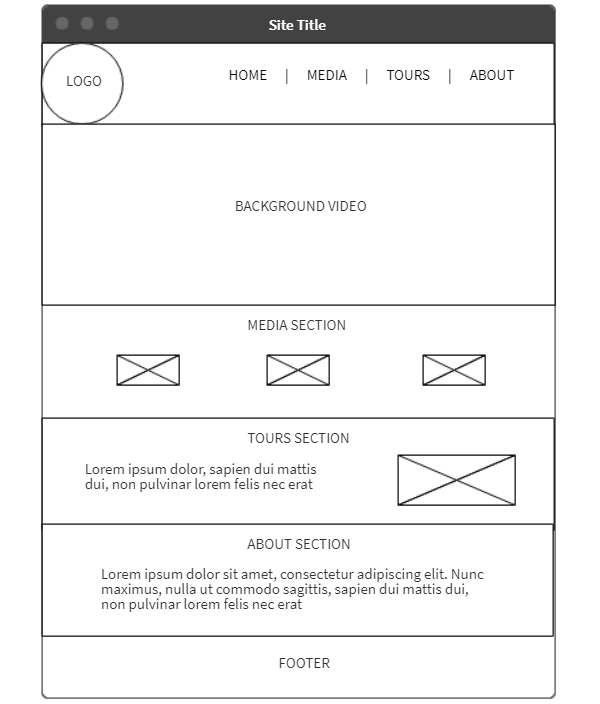 Site Title
LOGO
HOME | MEDIA | TOURS | ABOUT
BACKGROUND VIDEO
MEDIA SECTION
TOURS SECTION
Lorem ipsum dolor, sapien dui mattis
dui, non pulvinar lorem felis nec erat
ABOUT SECTION
Lorem ipsum dolor sit amet, consectetur adipiscing elit. Nunc
maximus, nulla ut commodo sagittis, sapien dui mattis dui,
non pulvinar lorem felis nec erat
FOOTER